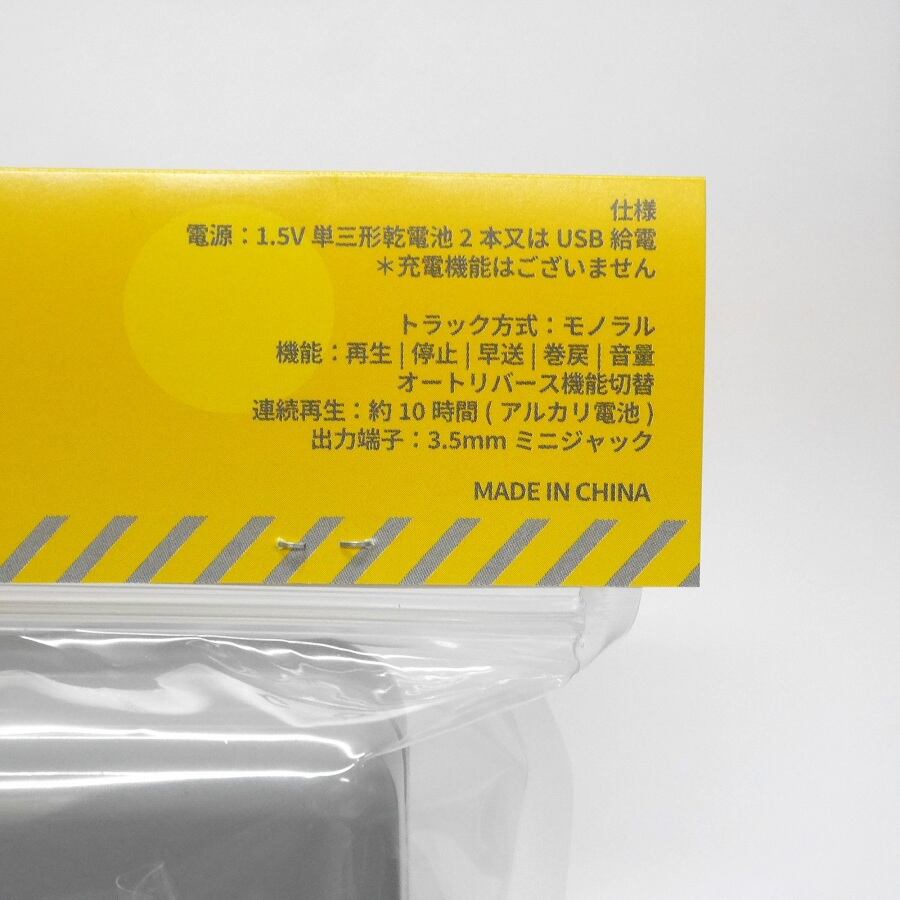 仕様
電源：1.5V 単三形乾電池 2 本又は USB 給電
＊充電機能はございません
トラック方式：モノラル
機能：再生 | 停止 | 早送 | 巻戻 | 音量
オートリバース機能切替
連続再生：約 10 時間 ( アルカリ電池 )
出力端子：3.5mm ミニジャック
MADE IN CHINA